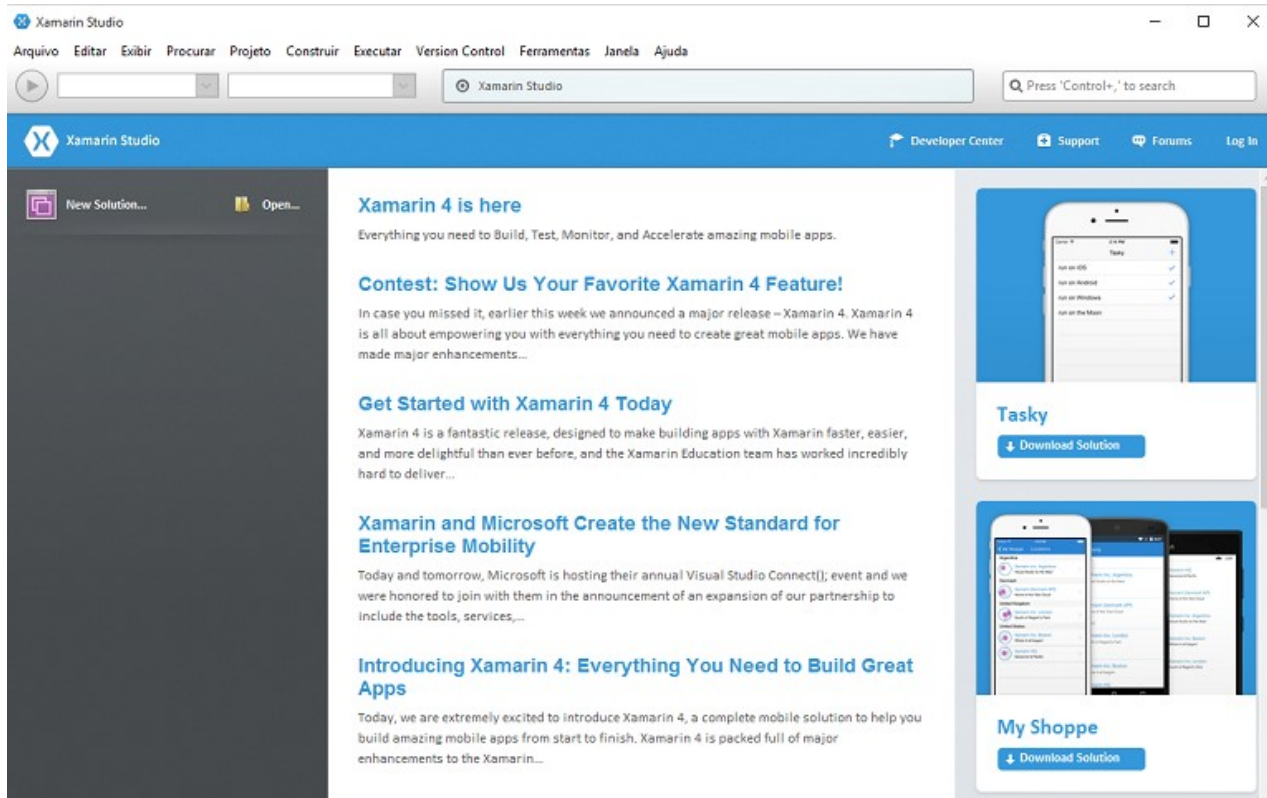 Xamarin Studio
Arquivo Editar Exibir Procurar Projeto Construir Executar Version Control Ferramentas Janela Ajuda
Xamarin Studio
Press 'Control+,' to search
Xamarin Studio
Developer Center Support Forums Log In
New Solution... Open...
Xamarin 4 is here
Everything you need to Build, Test, Monitor, and Accelerate amazing mobile apps.
Contest: Show Us Your Favorite Xamarin 4 Feature!
In case you missed it, earlier this week we announced a major release – Xamarin 4. Xamarin 4
is all about empowering you with everything you need to create great mobile apps. We have
made major enhancements...
Get Started with Xamarin 4 Today
Xamarin 4 is a fantastic release, designed to make building apps with Xamarin faster, easier,
and more delightful than ever before, and the Xamarin Education team has worked incredibly
hard to deliver...
Xamarin and Microsoft Create the New Standard for
Enterprise Mobility
Today and tomorrow, Microsoft is hosting their annual Visual Studio Connect(); event and we
were honored to join with them in the announcement of an expansion of our partnership to
include the tools, services,...
Introducing Xamarin 4: Everything You Need to Build Great
Apps
Today, we are extremely excited to introduce Xamarin 4, a complete mobile solution to help you
build amazing mobile apps from start to finish. Xamarin 4 is packed full of major
enhancements to the Xamarin...
Tasky
run on iOS
run on Android
run on Windows
run on the Moon
Tasky
Download Solution
My Shoppe
Download Solution